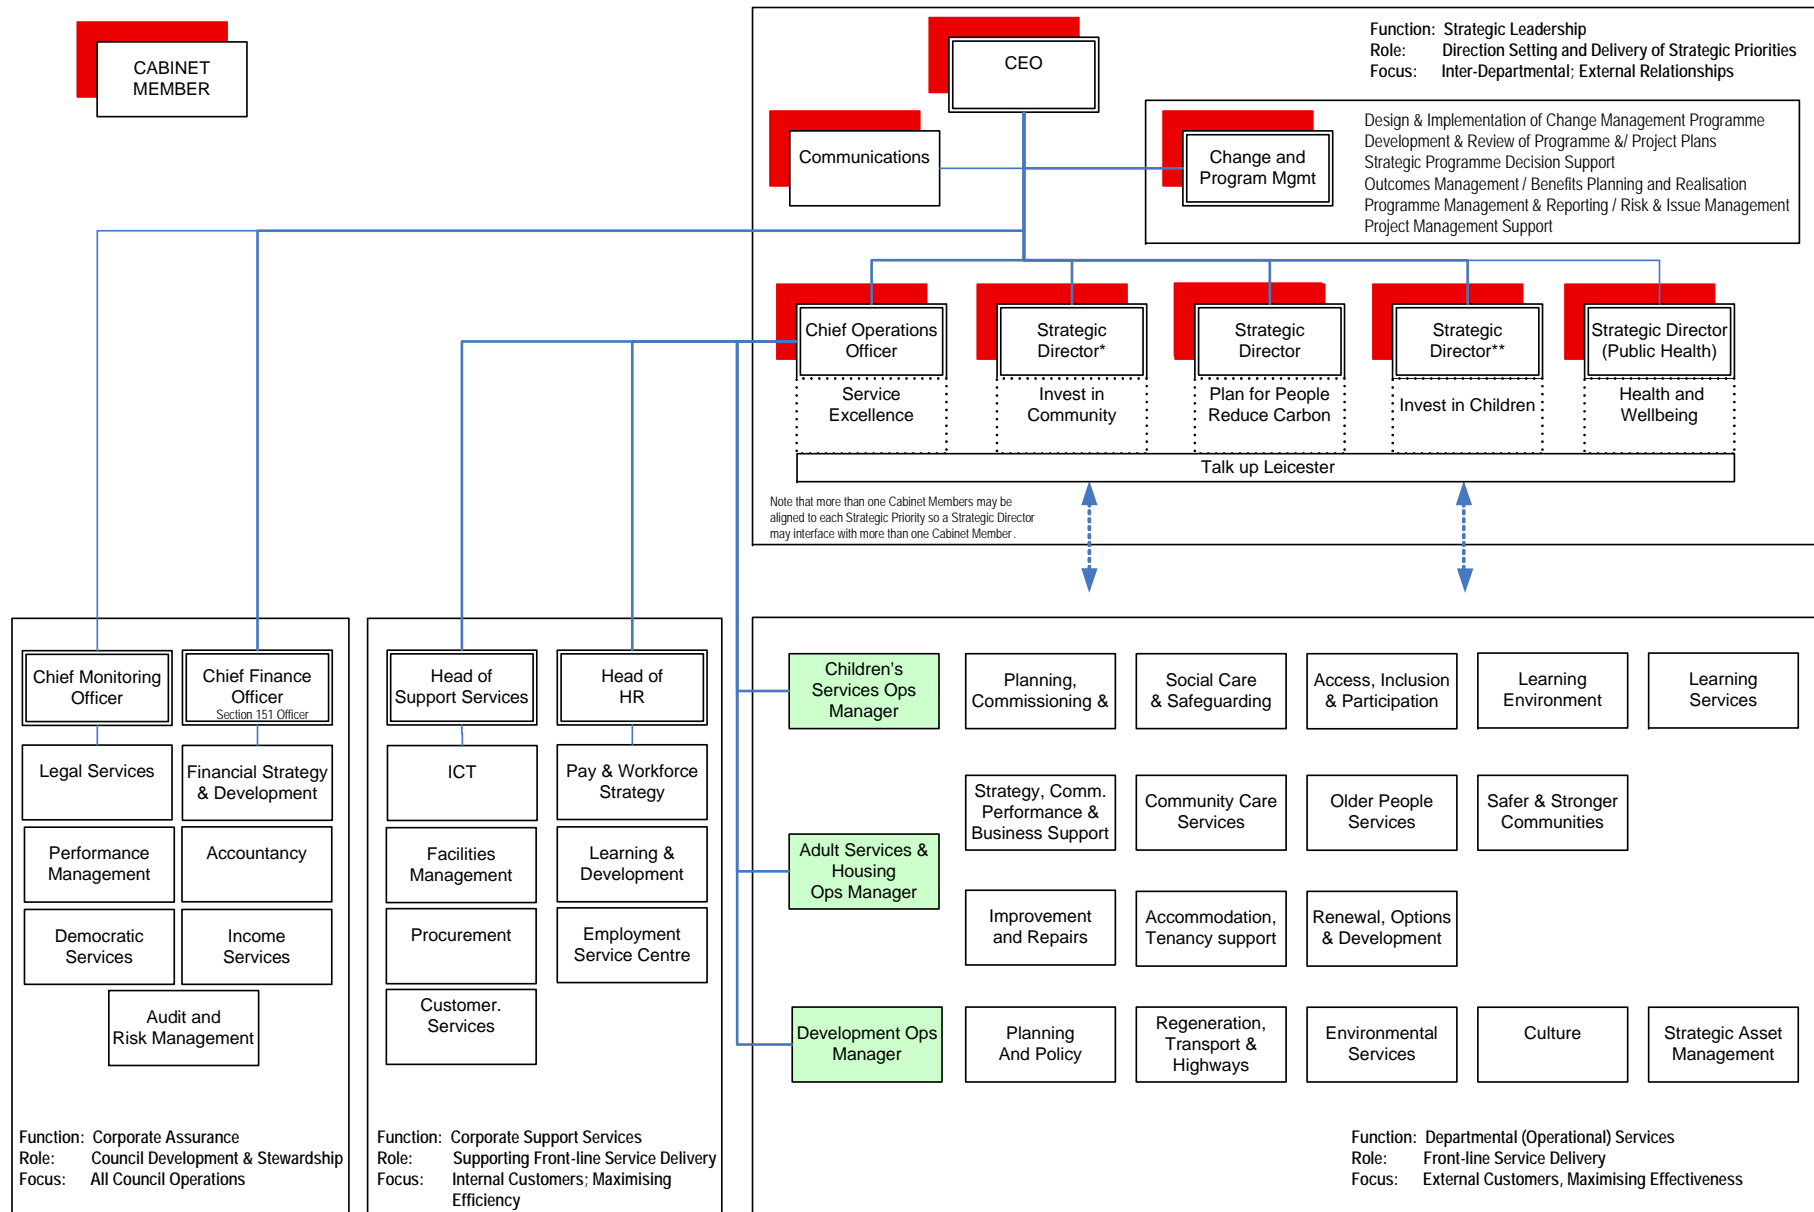 CABINET
MEMBER
CEO
Function: Strategic Leadership
Role: Direction Setting and Delivery of Strategic Priorities
Focus: Inter-Departmental; External Relationships
Communications
Change and
Program Mgmt
Design & Implementation of Change Management Programme
Development & Review of Programme &/ Project Plans
Strategic Programme Decision Support
Outcomes Management / Benefits Planning and Realisation
Programme Management & Reporting / Risk & Issue Management
Project Management Support
Chief Operations
Officer
Service
Excellence
Strategic
Director*
Invest in
Community
Strategic
Director
Plan for People
Reduce Carbon
Strategic
Director**
Invest in Children
Strategic Director
(Public Health)
Health and
Wellbeing
Talk up Leicester
Note that more than one Cabinet Members may be
aligned to each Strategic Priority so a Strategic Director
may interface with more than one Cabinet Member .
Chief Monitoring
Officer
Legal Services
Performance
Management
Democratic
Services
Chief Finance
Officer
Section 151 Officer
Financial Strategy
& Development
Accountancy
Income
Services
Audit and
Risk Management
Function: Corporate Assurance
Role: Council Development & Stewardship
Focus: All Council Operations
Head of
Support Services
ICT
Facilities
Management
Procurement
Customer.
Services
Head of
HR
Pay & Workforce
Strategy
Learning &
Development
Employment
Service Centre
Function: Corporate Support Services
Role: Supporting Front-line Service Delivery
Focus: Internal Customers; Maximising
Efficiency
Children's
Services Ops
Manager
Planning,
Commissioning &
Social Care
& Safeguarding
Access, Inclusion
& Participation
Learning
Environment
Learning
Services
Adult Services &
Housing
Ops Manager
Strategy, Comm.
Performance &
Business Support
Community Care
Services
Older People
Services
Safer & Stronger
Communities
Improvement
and Repairs
Accommodation,
Tenancy support
Renewal, Options
& Development
Development Ops
Manager
Planning
And Policy
Regeneration,
Transport &
Highways
Environmental
Services
Culture
Strategic Asset
Management
Function: Departmental (Operational) Services
Role: Front-line Service Delivery
Focus: External Customers, Maximising Effectiveness